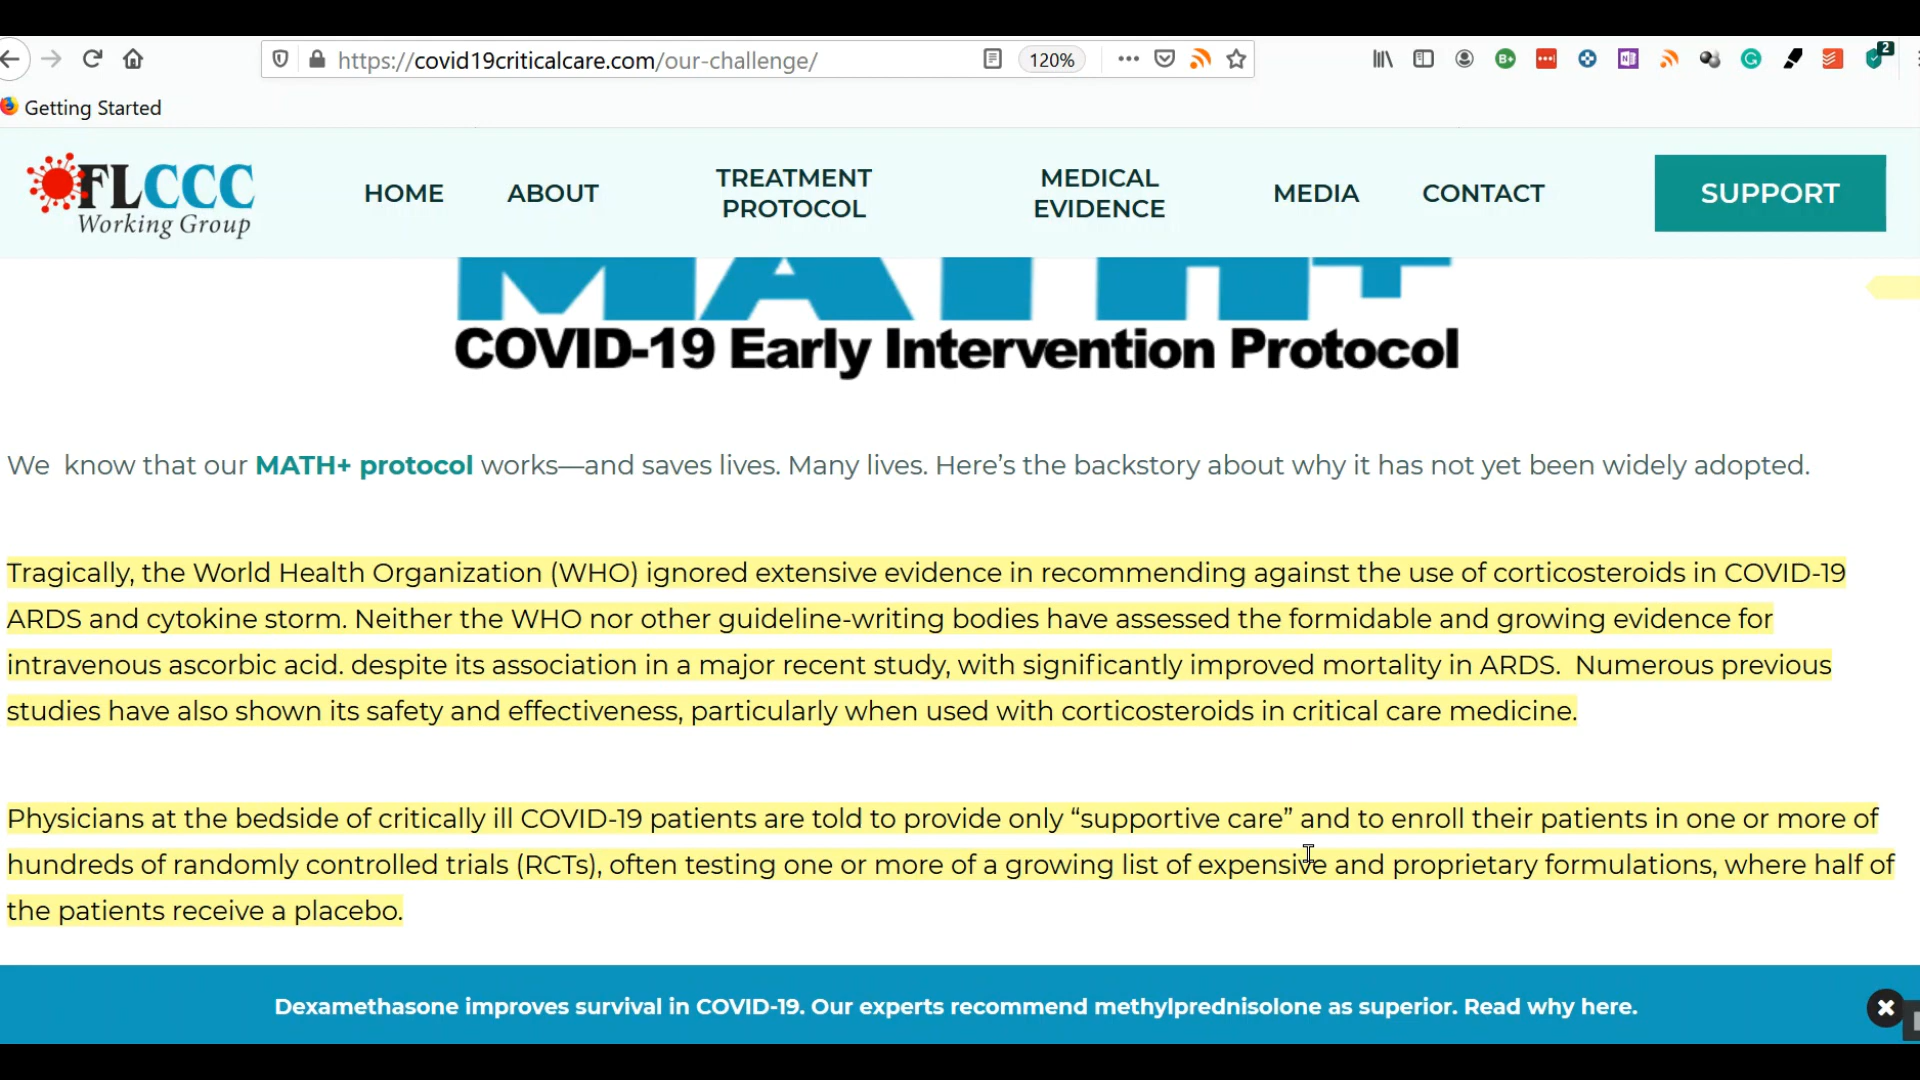 https://covid19criticalcare.com/our-challenge/
120%
2
Getting Started
FLCCC
Working Group
HOME
ABOUT
TREATMENT
PROTOCOL
MEDICAL
EVIDENCE
MEDIA
CONTACT
SUPPORT
MATH+
COVID-19 Early Intervention Protocol
We know that our MATH+ protocol works—and saves lives. Many lives. Here’s the backstory about why it has not yet been widely adopted.
Tragically, the World Health Organization (WHO) ignored extensive evidence in recommending against the use of corticosteroids in COVID-19
ARDS and cytokine storm. Neither the WHO nor other guideline-writing bodies have assessed the formidable and growing evidence for
intravenous ascorbic acid. despite its association in a major recent study, with significantly improved mortality in ARDS. Numerous previous
studies have also shown its safety and effectiveness, particularly when used with corticosteroids in critical care medicine.
Physicians at the bedside of critically ill COVID-19 patients are told to provide only “supportive care” and to enroll their patients in one or more of
hundreds of randomly controlled trials (RCTs), often testing one or more of a growing list of expensive and proprietary formulations, where half of
the patients receive a placebo.
Dexamethasone improves survival in COVID-19. Our experts recommend methylprednisolone as superior. Read why here.